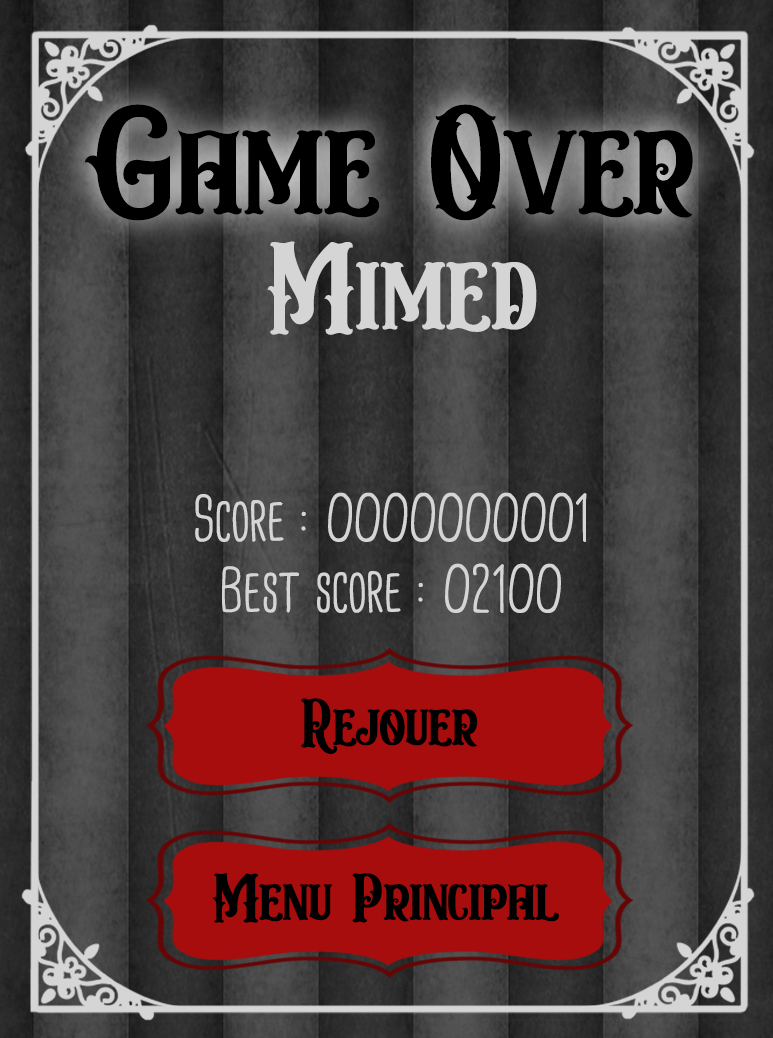 Game Over
Mimed
Score : 0000000001
Best score : 02100
Rejouer
Menu Principal